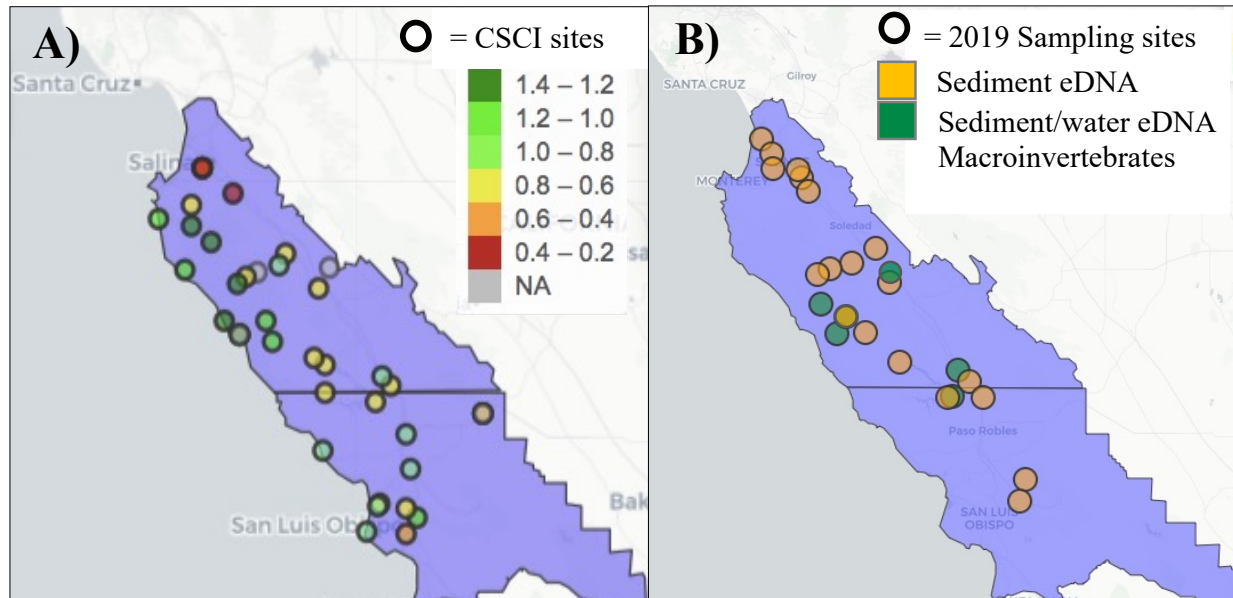 A)
= CSCI sites
1.4 – 1.2
1.2 – 1.0
1.0 – 0.8
0.8 – 0.6
0.6 – 0.4
0.4 – 0.2
NA
Santa Cruz
Salinas
San Luis Obispo
Bak
B)
= 2019 Sampling sites
Sediment eDNA
Sediment/water eDNA
Macroinvertebrates
SANTA CRUZ
Gilroy
MONTEREY
Soledad
Paso Robles
SAN LUIS
OBISPO